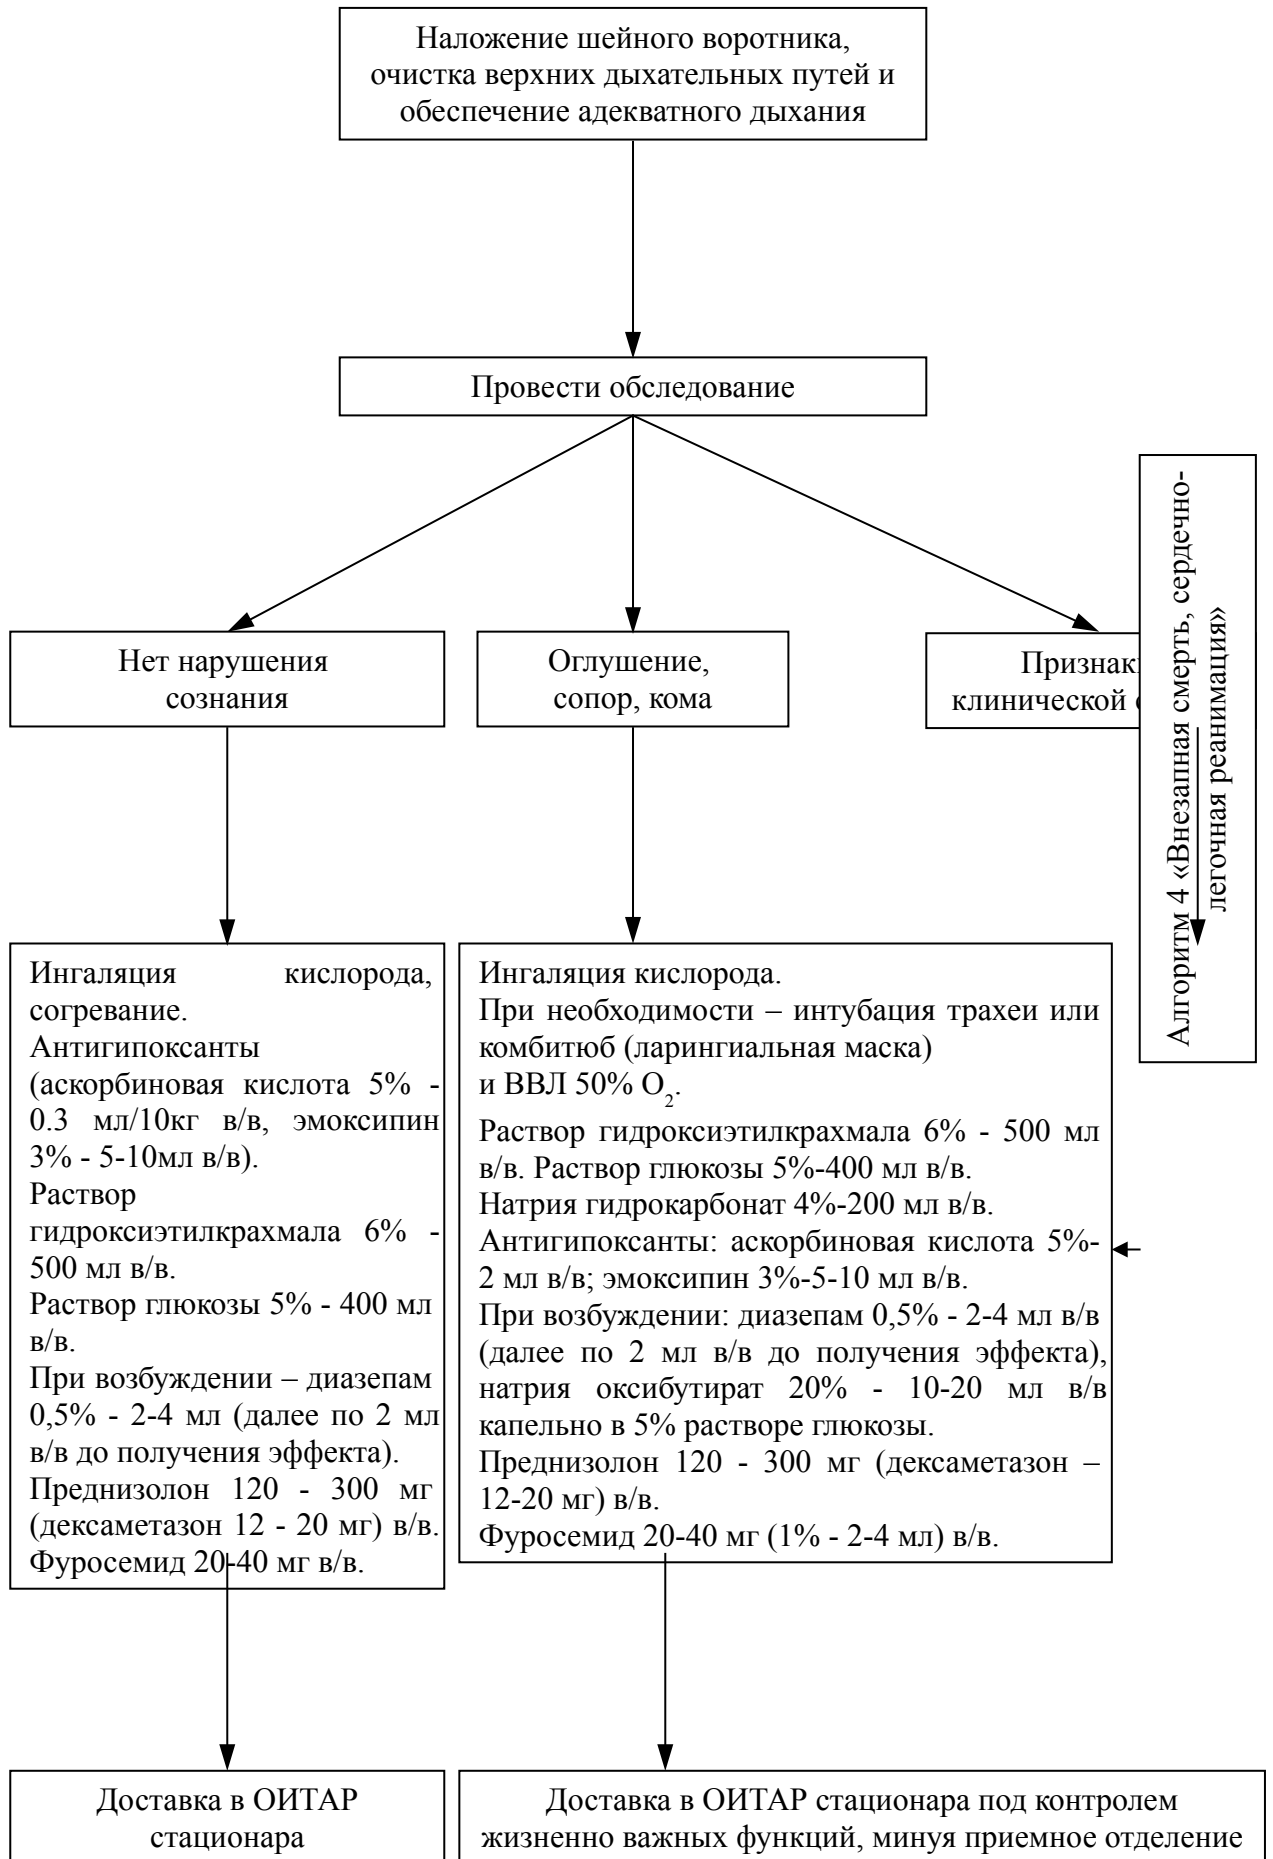 Наложение шейного воротника,
очистка верхних дыхательных путей и
обеспечение адекватного дыхания
Провести обследование
Нет нарушения
сознания
Оглушение,
сопор, кома
клинической
Алгоритм 4 «Внезапная смерть, сердечно-
легочная реанимация»
Ингаляция кислорода,
согревание.
Антигипоксанты
(аскорбиновая кислота 5% -
0.3 мл/10кг в/в, эмоксипин
3% - 5-10мл в/в).
Раствор
гидроксиэтилкрахмала 6% -
500 мл в/в.
Раствор глюкозы 5% - 400 мл
в/в.
При возбуждении – диазепам
0,5% - 2-4 мл (далее по 2 мл
в/в до получения эффекта).
Преднизолон 120 - 300 мг
(дексаметазон 12 - 20 мг) в/в.
Фуросемид 20-40 мг в/в.
Ингаляция кислорода.
При необходимости – интубация трахеи или
комбитюб (ларингиальная маска)
и ВВЛ 50% O₂.
Раствор гидроксиэтилкрахмала 6% - 500 мл
в/в. Раствор глюкозы 5%-400 мл в/в.
Натрия гидрокарбонат 4%-200 мл в/в.
Антигипоксанты: аскорбиновая кислота 5%-
2 мл в/в; эмоксипин 3%-5-10 мл в/в.
При возбуждении: диазепам 0,5% - 2-4 мл в/в
(далее по 2 мл в/в до получения эффекта),
натрия оксибутират 20% - 10-20 мл в/в
капельно в 5% растворе глюкозы.
Преднизолон 120 - 300 мг (дексаметазон –
12-20 мг) в/в.
Фуросемид 20-40 мг (1% - 2-4 мл) в/в.
Доставка в ОИТАР
стационара
Доставка в ОИТАР стационара под контролем
жизненно важных функций, минуя приемное отделение